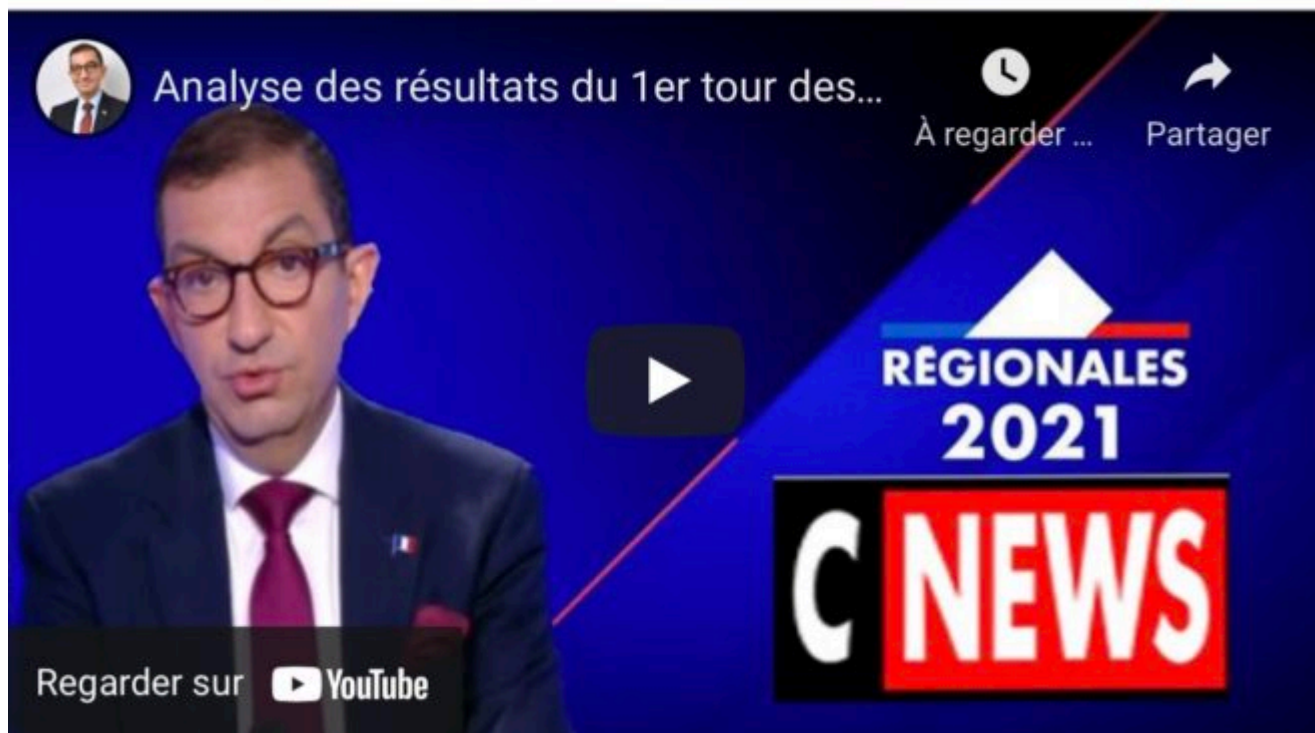 Analyse des résultats du 1er tour des...
À regarder ...
Partager
RÉGIONALES
2021
C NEWS
Regarder sur YouTube